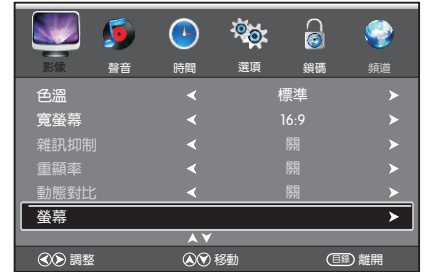 影像 聲音 時間 選項 鎖碼 頻道
色溫 標準
寬螢幕 16:9
雜訊抑制 關
重顯率 關
動態對比 關
螢幕
調整 移動 目錄 離開